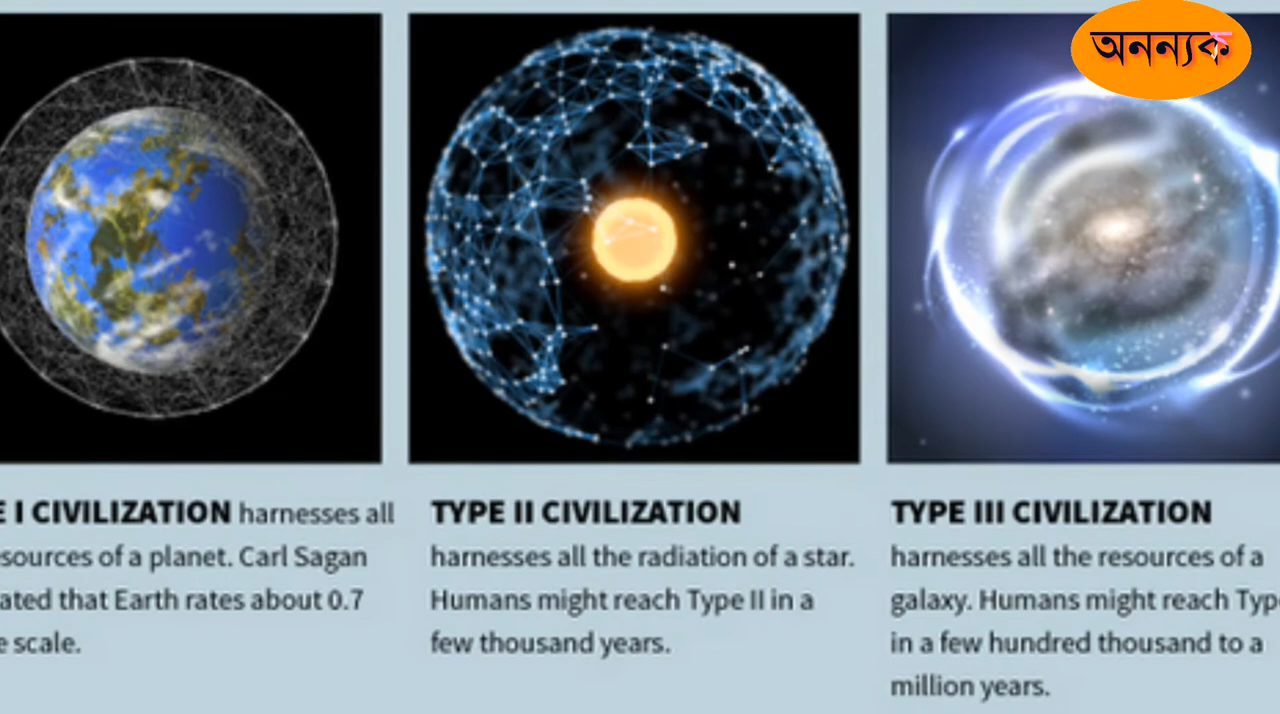 অনন্যক
E I CIVILIZATION harnesses all
sources of a planet. Carl Sagan
ated that Earth rates about 0.7
e scale.
TYPE II CIVILIZATION
harnesses all the radiation of a star.
Humans might reach Type II in a
few thousand years.
TYPE III CIVILIZATION
harnesses all the resources of a
galaxy. Humans might reach Typ
in a few hundred thousand to a
million years.